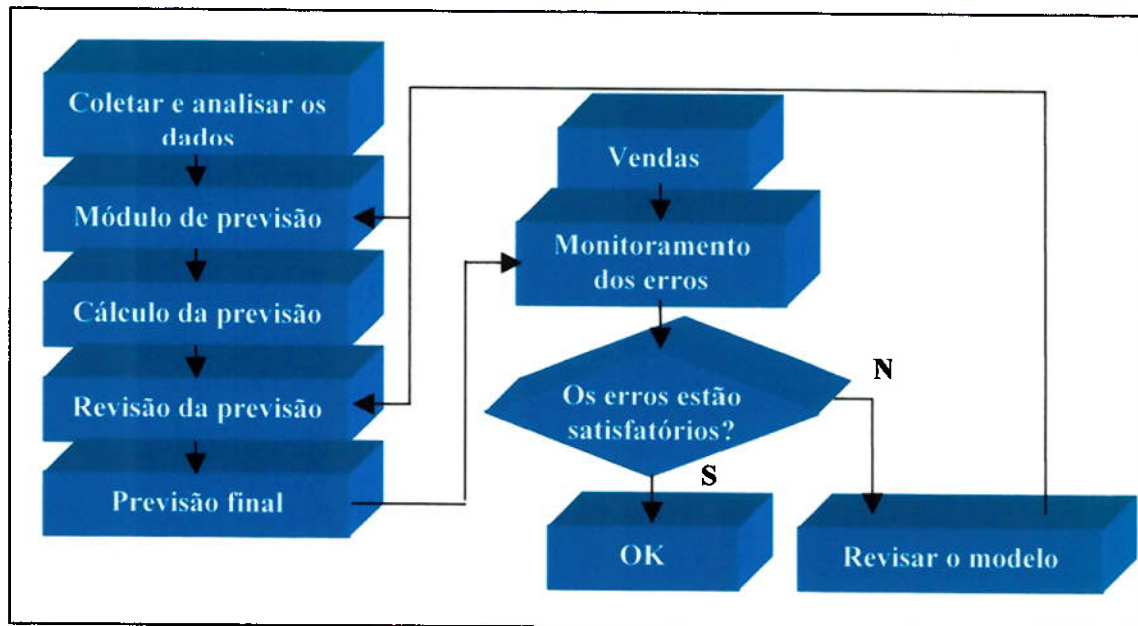 Coletar e analisar os
dados
Módulo de previsão
Cálculo da previsão
Revisão da previsão
Previsão final
Vendas
Monitoramento
dos erros
Os erros estão
satisfatórios?
N
S
OK
Revisar o modelo